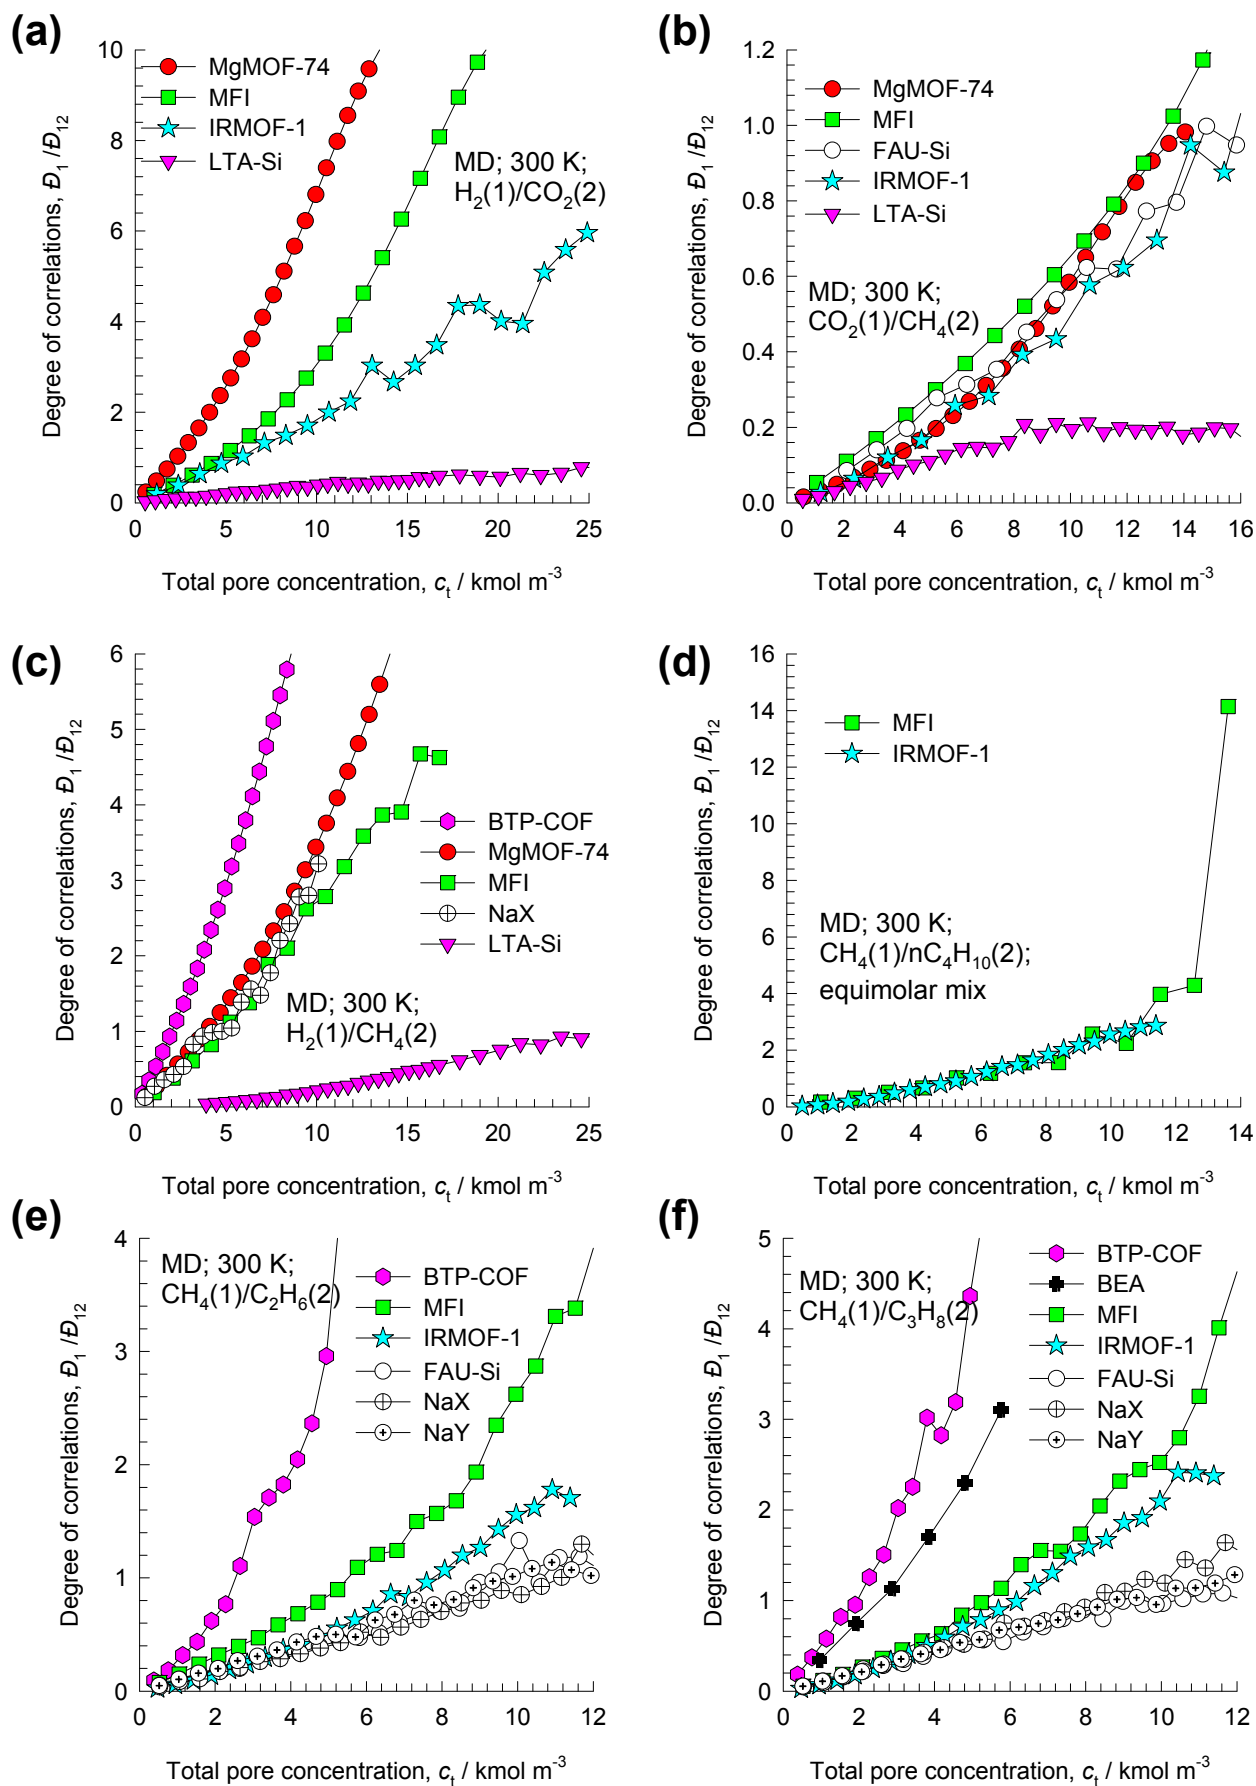 (a)
10
8
6
4
2
0
0 5 10 15 20 25
Degree of correlations, Đ₁ /Đ₁₂
Total pore concentration, cₜ / kmol m⁻³
MgMOF-74
MFI
IRMOF-1
LTA-Si
MD; 300 K;
H₂(1)/CO₂(2)
(b)
1.2
1.0
0.8
0.6
0.4
0.2
0.0
0 2 4 6 8 10 12 14 16
Degree of correlations, Đ₁ /Đ₁₂
Total pore concentration, cₜ / kmol m⁻³
MgMOF-74
MFI
FAU-Si
IRMOF-1
LTA-Si
MD; 300 K;
CO₂(1)/CH₄(2)
(c)
6
5
4
3
2
1
0
0 5 10 15 20 25
Degree of correlations, Đ₁ /Đ₁₂
Total pore concentration, cₜ / kmol m⁻³
BTP-COF
MgMOF-74
MFI
NaX
LTA-Si
MD; 300 K;
H₂(1)/CH₄(2)
(d)
16
14
12
10
8
6
4
2
0
0 2 4 6 8 10 12 14
Degree of correlations, Đ₁ /Đ₁₂
Total pore concentration, cₜ / kmol m⁻³
MFI
IRMOF-1
MD; 300 K;
CH₄(1)/nC₄H₁₀(2);
equimolar mix
(e)
4
3
2
1
0
0 2 4 6 8 10 12
Degree of correlations, Đ₁ /Đ₁₂
Total pore concentration, cₜ / kmol m⁻³
MD; 300 K;
CH₄(1)/C₂H₆(2)
BTP-COF
MFI
IRMOF-1
FAU-Si
NaX
NaY
(f)
5
4
3
2
1
0
0 2 4 6 8 10 12
Degree of correlations, Đ₁ /Đ₁₂
Total pore concentration, cₜ / kmol m⁻³
MD; 300 K;
CH₄(1)/C₃H₈(2)
BTP-COF
BEA
MFI
IRMOF-1
FAU-Si
NaX
NaY